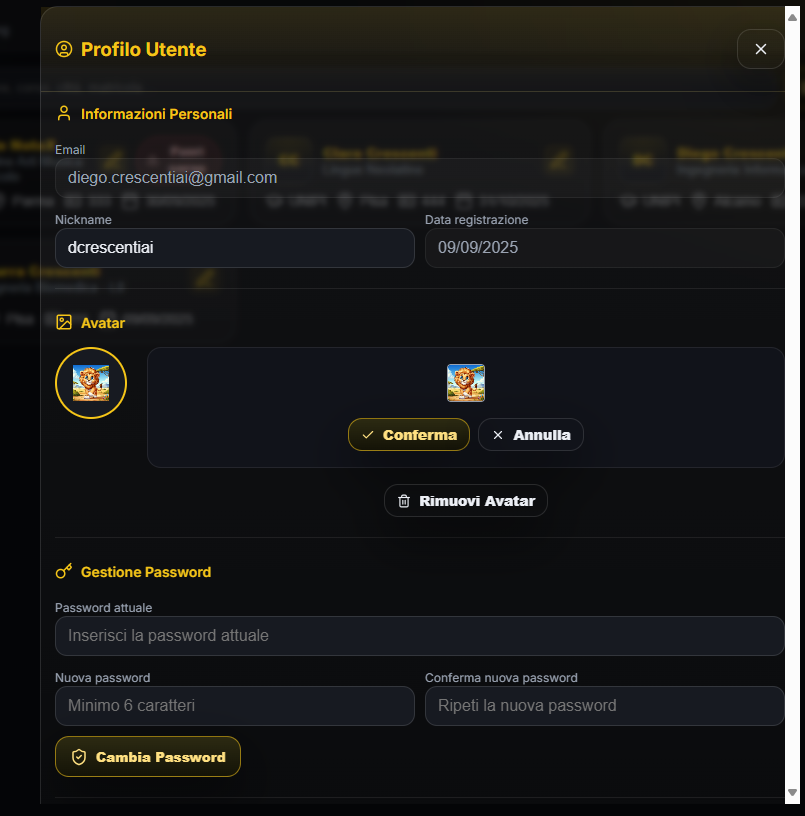 Profilo Utente
Informazioni Personali
Email
diego.crescentiai@gmail.com
Nickname
Data registrazione
dcrescentiai
09/09/2025
Avatar
Conferma
Annulla
Rimuovi Avatar
Gestione Password
Password attuale
Inserisci la password attuale
Nuova password
Conferma nuova password
Minimo 6 caratteri
Ripeti la nuova password
Cambia Password